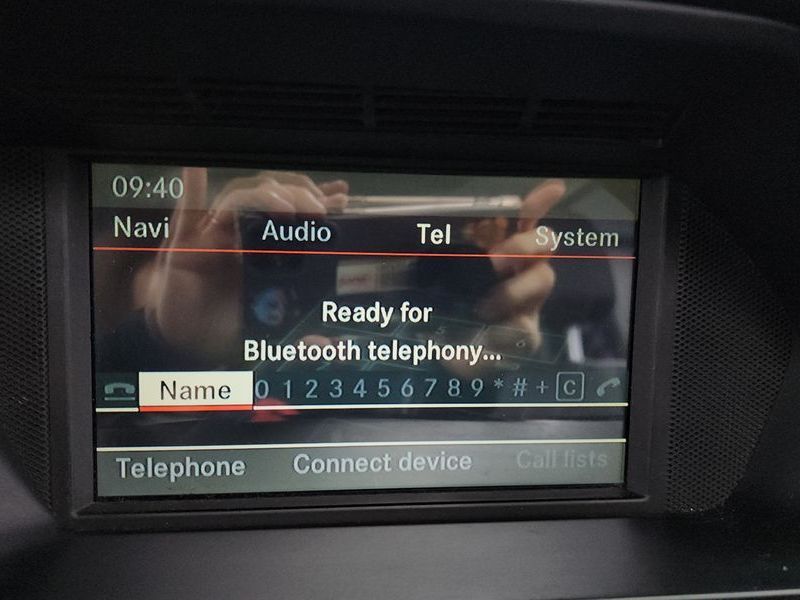 09:40
Navi Audio Tel System
Ready for
Bluetooth telephony...
Name 0 1 2 3 4 5 6 7 8 9 * # + C
Telephone Connect device Call lists